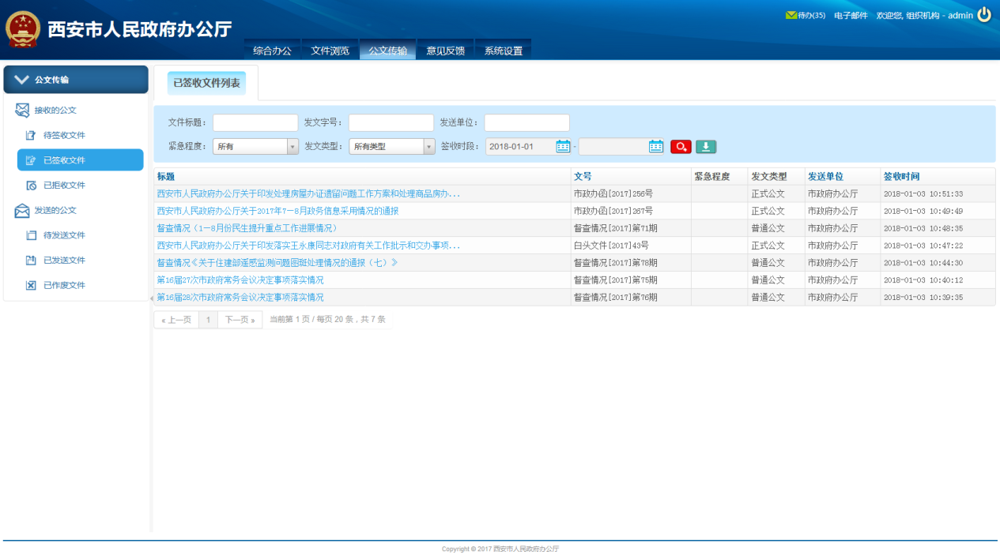 待办(35) 电子邮件 欢迎您, 组织机构 - admin
西安市人民政府办公厅
综合办公 文件浏览 公文传输 意见反馈 系统设置
公文传输
接收的公文
待签收文件
已签收文件
已拒收文件
发送的公文
待发送文件
已发送文件
已作废文件
已签收文件列表
文件标题： 发文字号： 发送单位：
紧急程度： 所有 发文类型： 所有类型 签收时段： 2018-01-01 -
标题 文号 紧急程度 发文类型 发送单位 签收时间
西安市人民政府办公厅关于印发处理房屋办证遗留问题工作方案和处理商品房办... 市政办函[2017]256号 正式公文 市政府办公厅 2018-01-03 10:51:33
西安市人民政府办公厅关于2017年7－8月政务信息采用情况的通报 市政办函[2017]267号 正式公文 市政府办公厅 2018-01-03 10:49:49
督查情况（1－8月份民生提升重点工作进展情况） 督查情况[2017]第71期 普通公文 市政府办公厅 2018-01-03 10:48:35
西安市人民政府办公厅关于印发落实王永康同志对政府有关工作批示和交办事项... 白头文件[2017]43号 正式公文 市政府办公厅 2018-01-03 10:47:22
督查情况《关于住建部遥感监测问题图斑处理情况的通报（七）》 督查情况[2017]第78期 普通公文 市政府办公厅 2018-01-03 10:44:30
第16届27次市政府常务会议决定事项落实情况 督查情况[2017]第75期 普通公文 市政府办公厅 2018-01-03 10:40:12
第16届28次市政府常务会议决定事项落实情况 督查情况[2017]第76期 普通公文 市政府办公厅 2018-01-03 10:39:35
« 上一页 1 下一页 » 当前第 1 页 / 每页 20 条，共 7 条
Copyright © 2017 西安市人民政府办公厅